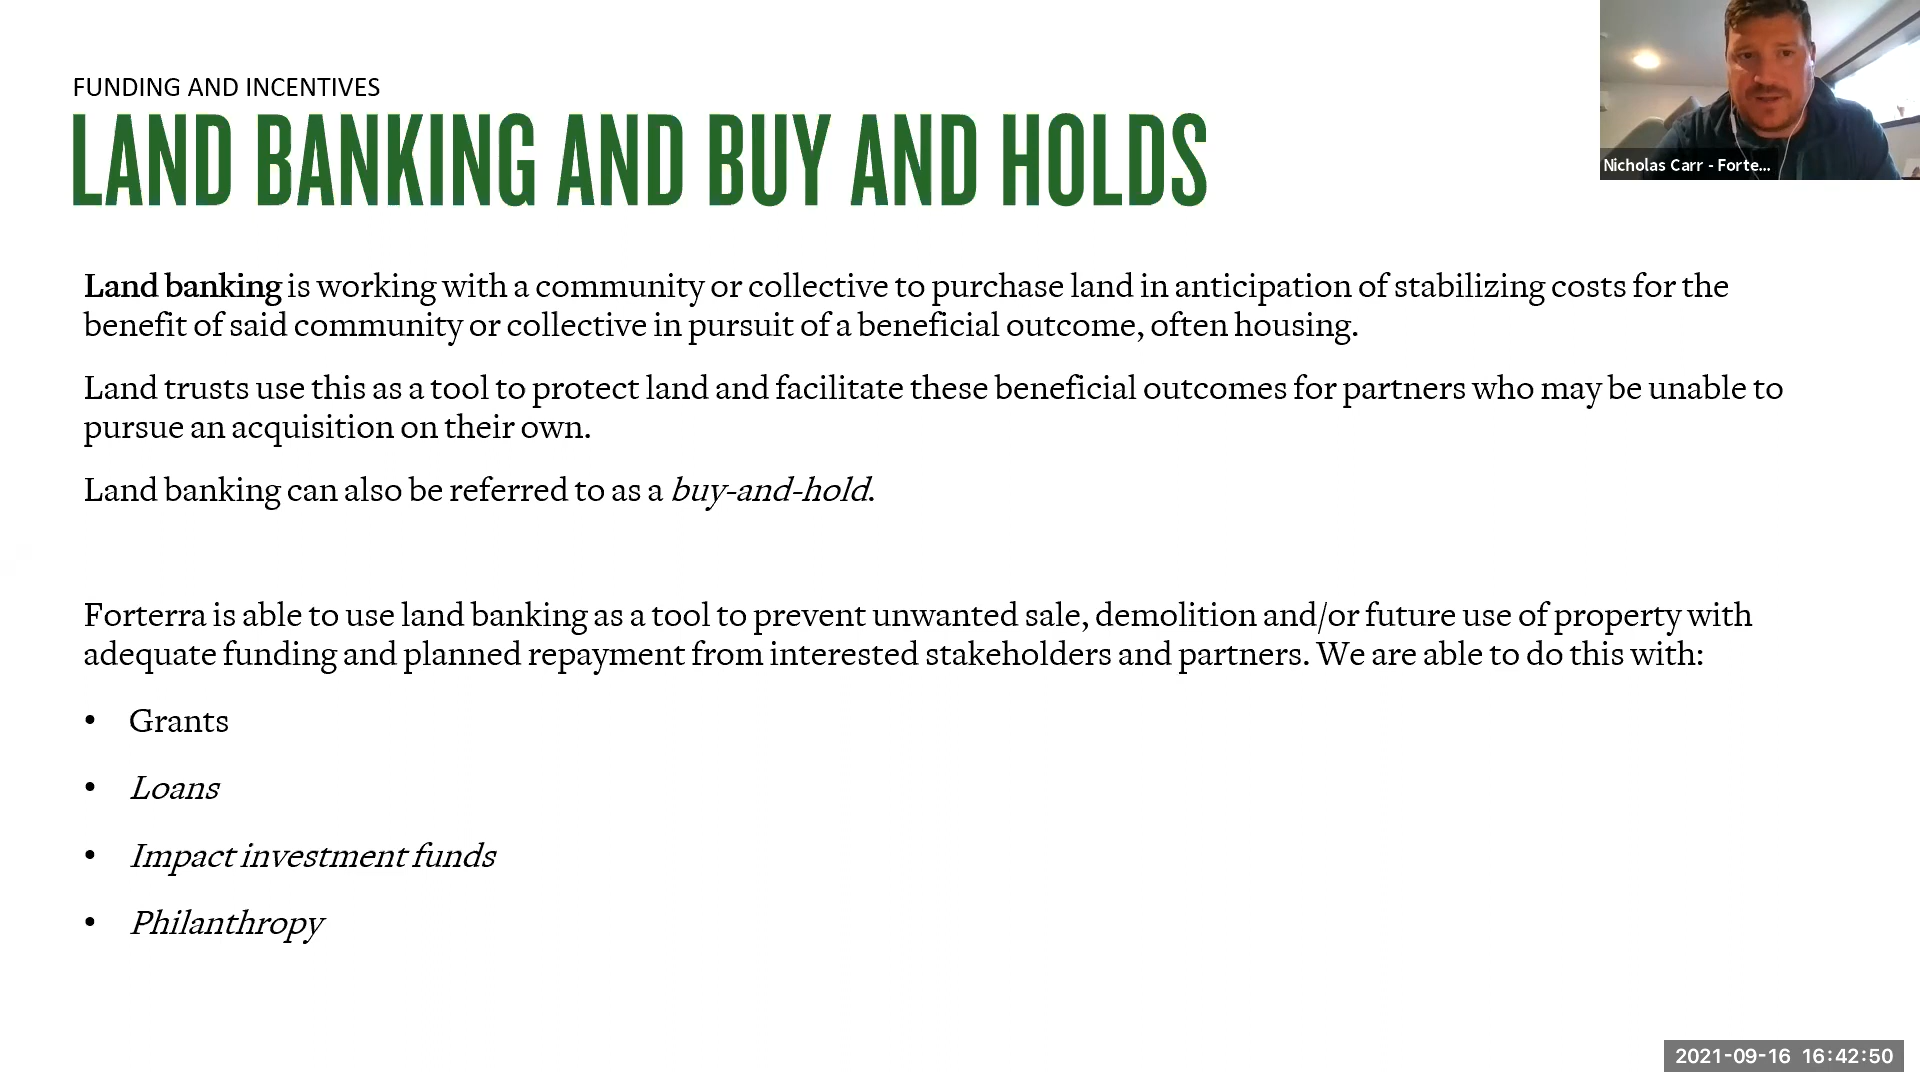 FUNDING AND INCENTIVES
LAND BANKING AND BUY AND HOLDS
Nicholas Carr - Forte...
Land banking is working with a community or collective to purchase land in anticipation of stabilizing costs for the
benefit of said community or collective in pursuit of a beneficial outcome, often housing.
Land trusts use this as a tool to protect land and facilitate these beneficial outcomes for partners who may be unable to
pursue an acquisition on their own.
Land banking can also be referred to as a buy-and-hold.
Forterra is able to use land banking as a tool to prevent unwanted sale, demolition and/or future use of property with
adequate funding and planned repayment from interested stakeholders and partners. We are able to do this with:
• Grants
• Loans
• Impact investment funds
• Philanthropy
2021-09-16 16:42:50